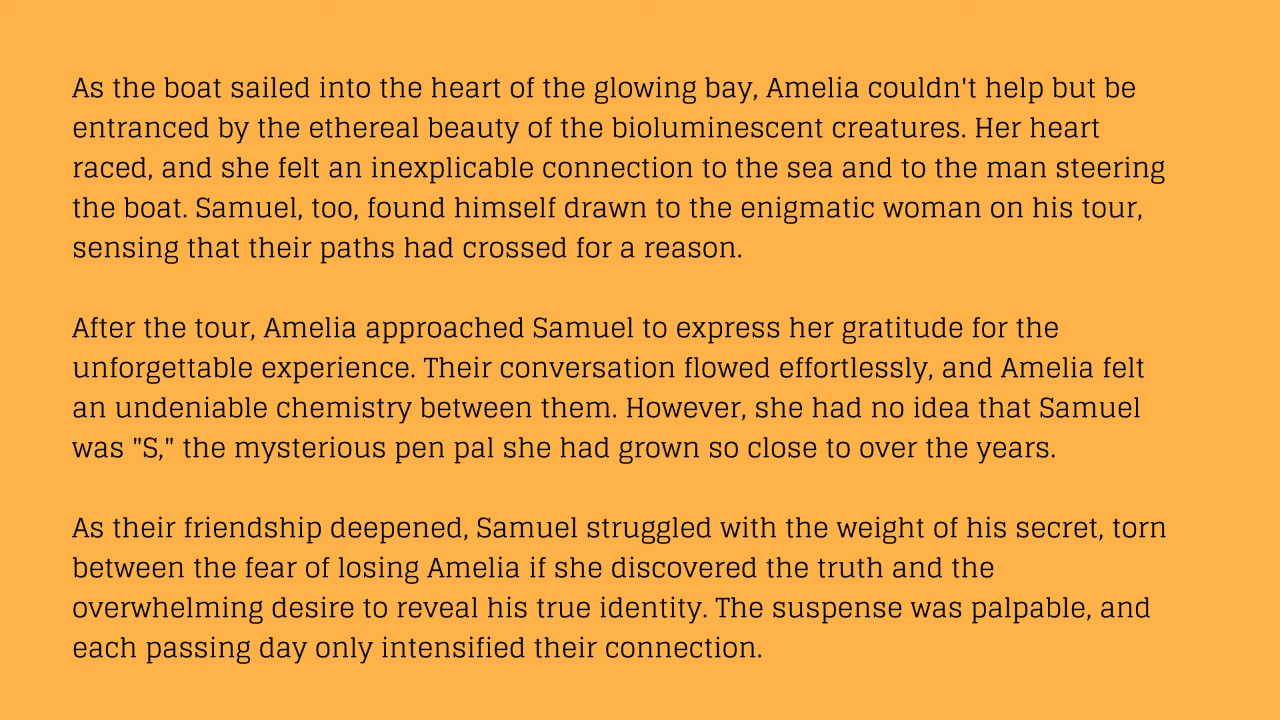 As the boat sailed into the heart of the glowing bay, Amelia couldn't help but be
entranced by the ethereal beauty of the bioluminescent creatures. Her heart
raced, and she felt an inexplicable connection to the sea and to the man steering
the boat. Samuel, too, found himself drawn to the enigmatic woman on his tour,
sensing that their paths had crossed for a reason.
After the tour, Amelia approached Samuel to express her gratitude for the
unforgettable experience. Their conversation flowed effortlessly, and Amelia felt
an undeniable chemistry between them. However, she had no idea that Samuel
was "S," the mysterious pen pal she had grown so close to over the years.
As their friendship deepened, Samuel struggled with the weight of his secret, torn
between the fear of losing Amelia if she discovered the truth and the
overwhelming desire to reveal his true identity. The suspense was palpable, and
each passing day only intensified their connection.